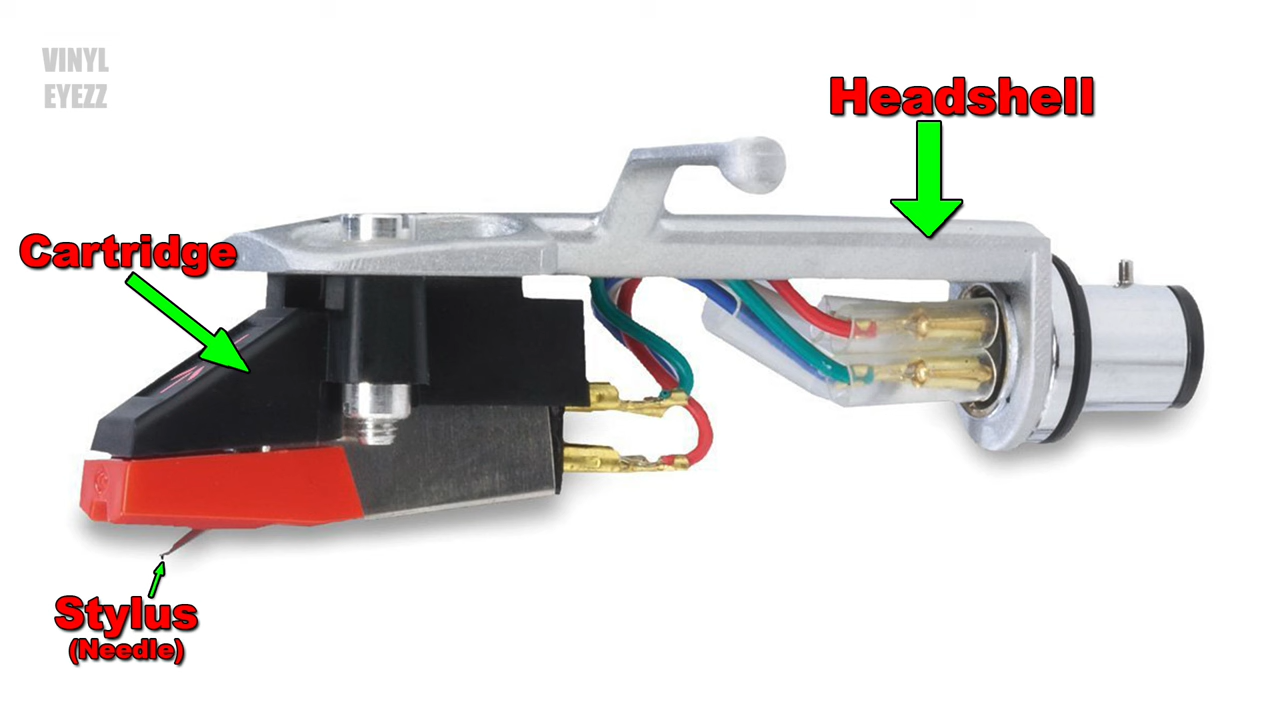 VINYL
EYEZZ
Headshell
Cartridge
Stylus
(Needle)